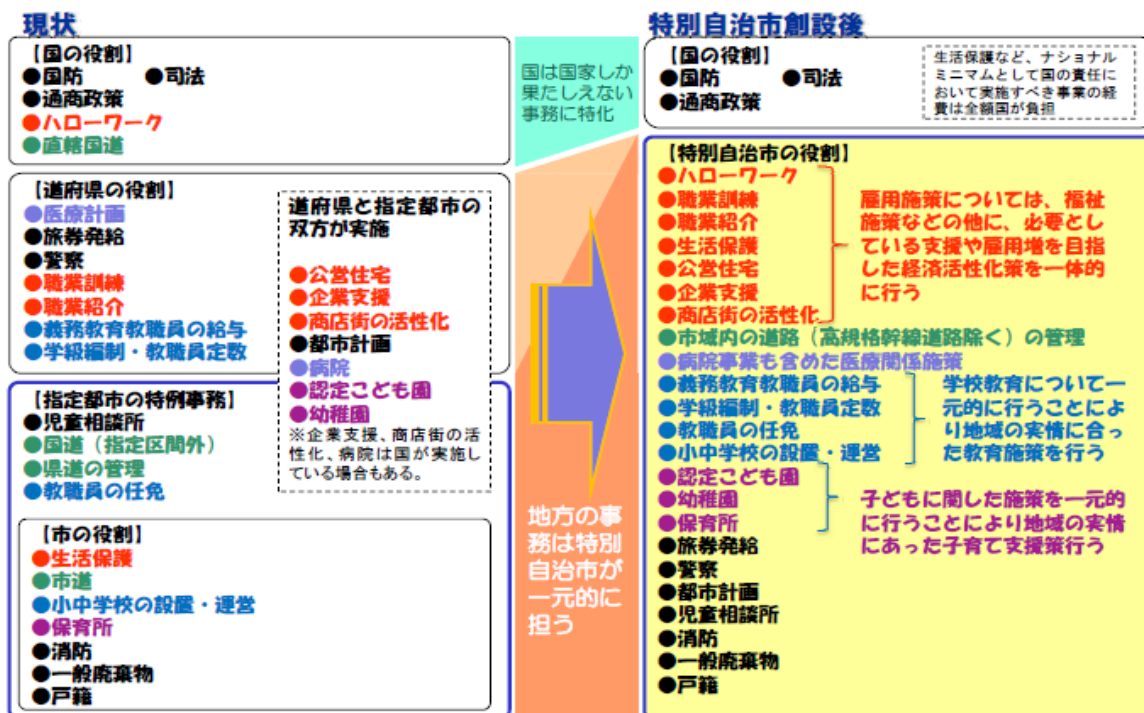 現状
【国の役割】
●国防　●司法
●通商政策
●ハローワーク
●直轄国道
【道府県の役割】
●医療計画
●旅券発給
●警察
●職業訓練
●職業紹介
●義務教育教職員の給与
●学級編制・教職員定数
道府県と指定都市の
双方が実施
●公営住宅
●企業支援
●商店街の活性化
●都市計画
●病院
●認定こども園
●幼稚園
※企業支援、商店街の活
性化、病院は国が実施し
ている場合もある。
【指定都市の特例事務】
●児童相談所
●国道（指定区間外）
●県道の管理
●教職員の任免
【市の役割】
●生活保護
●市道
●小中学校の設置・運営
●保育所
●消防
●一般廃棄物
●戸籍
国は国家しか
果たしえない
事務に特化
地方の事
務は特別
自治市が
一元的に
担う
特別自治市創設後
【国の役割】
●国防　●司法
●通商政策
生活保護など、ナショナル
ミニマムとして国の責任に
おいて実施すべき事業の経
費は全額国が負担
【特別自治市の役割】
●ハローワーク
●職業訓練
●職業紹介
●生活保護
●公営住宅
●企業支援
●商店街の活性化
雇用施策については、福祉
施策などの他に、必要とし
ている支援や雇用増を目指
した経済活性化策を一体的
に行う
●市域内の道路（高規格幹線道路除く）の管理
●病院事業も含めた医療関係施策
●義務教育教職員の給与
●学級編制・教職員定数
●教職員の任免
●小中学校の設置・運営
学校教育について一
元的に行うことによ
り地域の実情に合っ
た教育施策を行う
●認定こども園
●幼稚園
●保育所
子どもに関した施策を一元的
に行うことにより地域の実情
にあった子育て支援策行う
●旅券発給
●警察
●都市計画
●児童相談所
●消防
●一般廃棄物
●戸籍